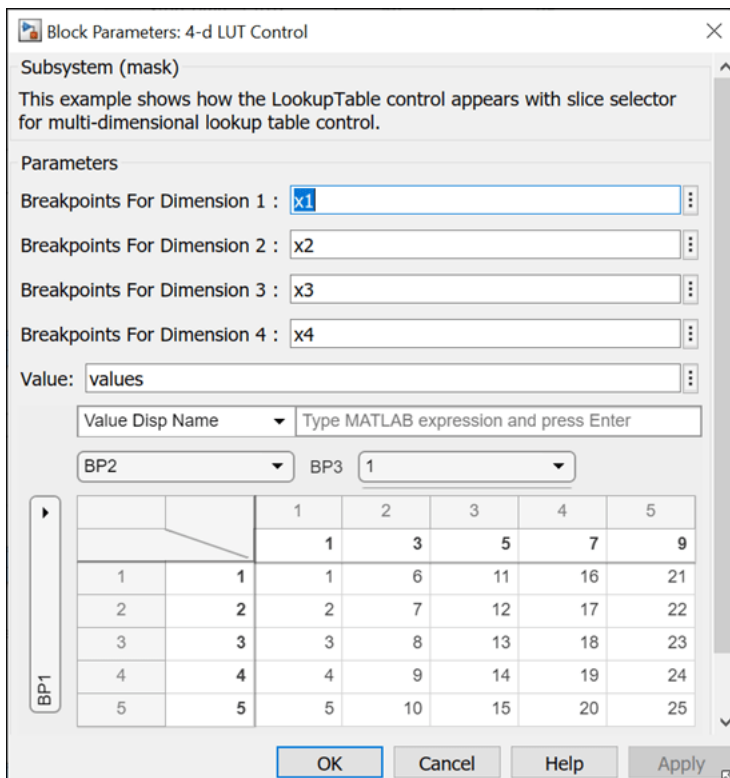 Block Parameters: 4-d LUT Control
Subsystem (mask)
This example shows how the LookupTable control appears with slice selector
for multi-dimensional lookup table control.
Parameters
Breakpoints For Dimension 1 : x1
Breakpoints For Dimension 2 : x2
Breakpoints For Dimension 3 : x3
Breakpoints For Dimension 4 : x4
Value: values
Value Disp Name Type MATLAB expression and press Enter
BP2 BP3 1
1 2 3 4 5
1 3 5 7 9
1 1 1 6 11 16 21
2 2 2 7 12 17 22
3 3 3 8 13 18 23
4 4 4 9 14 19 24
5 5 5 10 15 20 25
BP1
OK Cancel Help Apply